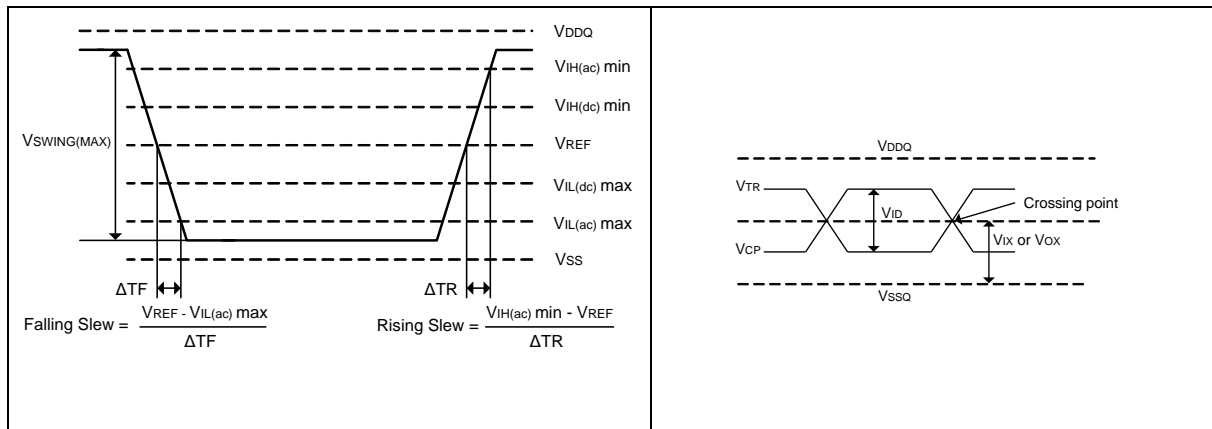 VDDQ
VIH(ac) min
VIH(dc) min
VSWING(MAX)
VREF
VIL(dc) max
VIL(ac) max
VSS
ΔTF
ΔTR
Falling Slew = VREF - VIL(ac) max
ΔTF
Rising Slew = VIH(ac) min - VREF
ΔTR
VDDQ
VTR
VID
Crossing point
VIX or VOX
VCP
VSSQ